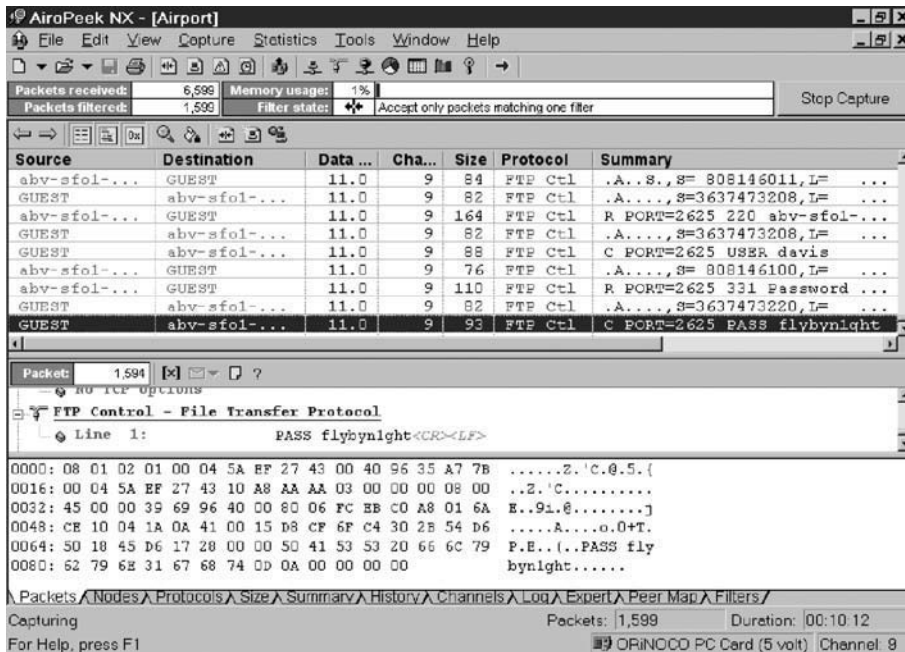 AiroPeek NX - [Airport]
File Edit View Capture Statistics Tools Window Help
Packets received: 6,599 Memory usage: 1%
Packets filtered: 1,599 Filter state: Accept only packets matching one filter
Stop Capture
Source Destination Data ... Cha... Size Protocol Summary
abv-sfo1-... GUEST 11.0 9 84 FTP Ctl .A..S.,S= 808146011,L= ...
GUEST abv-sfo1-... 11.0 9 82 FTP Ctl .A....,S=3637473208,L= ...
abv-sfo1-... GUEST 11.0 9 164 FTP Ctl R PORT=2625 220 abv-sfo1-...
GUEST abv-sfo1-... 11.0 9 82 FTP Ctl .A....,S=3637473208,L= ...
GUEST abv-sfo1-... 11.0 9 88 FTP Ctl C PORT=2625 USER davis
abv-sfo1-... GUEST 11.0 9 76 FTP Ctl .A....,S= 808146100,L= ...
abv-sfo1-... GUEST 11.0 9 110 FTP Ctl R PORT=2625 331 Password ...
GUEST abv-sfo1-... 11.0 9 82 FTP Ctl .A....,S=3637473220,L= ...
GUEST abv-sfo1-... 11.0 9 93 FTP Ctl C PORT=2625 PASS flybyn1ght
Packet: 1,594
No TCP Options
FTP Control - File Transfer Protocol
Line 1: PASS flybyn1ght<CR><LF>
0000: 08 01 02 01 00 04 5A EF 27 43 00 40 96 35 A7 7B ......Z.'C.@.5.{
0016: 00 04 5A EF 27 43 10 A8 AA AA 03 00 00 00 08 00 ..Z.'C..........
0032: 45 00 00 39 69 96 40 00 80 06 FC EB C0 A8 01 6A E..9i.@........j
0048: CE 10 04 1A 0A 41 00 15 D8 CF 6F C4 30 2B 54 D6 .....A....o.0+T.
0064: 50 18 45 D6 17 28 00 00 50 41 53 53 20 66 6C 79 P.E..(..PASS fly
0080: 62 79 6E 31 67 68 74 0D 0A 00 00 00 00 byn1ght......
Packets Nodes Protocols Size Summary History Channels Log Expert Peer Map Filters
Capturing Packets: 1,599 Duration: 00:10:12
For Help, press F1 ORiNOCO PC Card (5 volt) Channel: 9